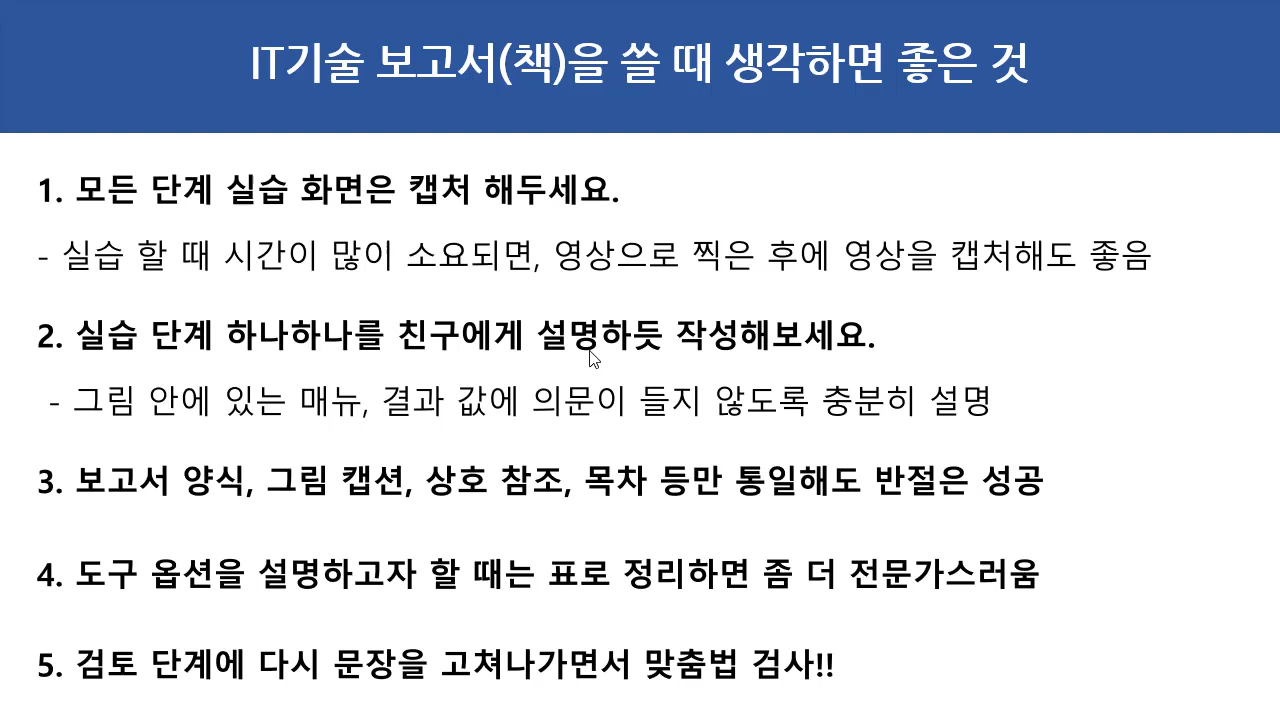 IT기술 보고서(책)을 쓸 때 생각하면 좋은 것
1. 모든 단계 실습 화면은 캡처 해두세요.
- 실습 할 때 시간이 많이 소요되면, 영상으로 찍은 후에 영상을 캡처해도 좋음
2. 실습 단계 하나하나를 친구에게 설명하듯 작성해보세요.
- 그림 안에 있는 매뉴, 결과 값에 의문이 들지 않도록 충분히 설명
3. 보고서 양식, 그림 캡션, 상호 참조, 목차 등만 통일해도 반절은 성공
4. 도구 옵션을 설명하고자 할 때는 표로 정리하면 좀 더 전문가스러움
5. 검토 단계에 다시 문장을 고쳐나가면서 맞춤법 검사!!